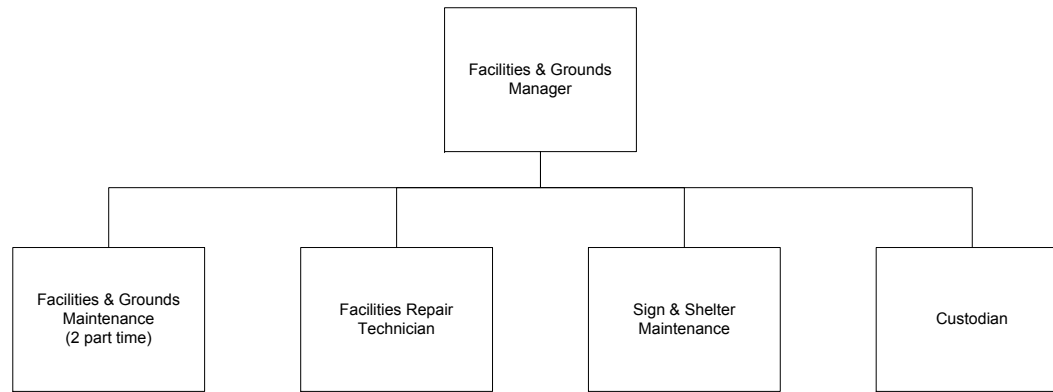 Facilities & Grounds
Manager
Facilities & Grounds
Maintenance
(2 part time)
Facilities Repair
Technician
Sign & Shelter
Maintenance
Custodian